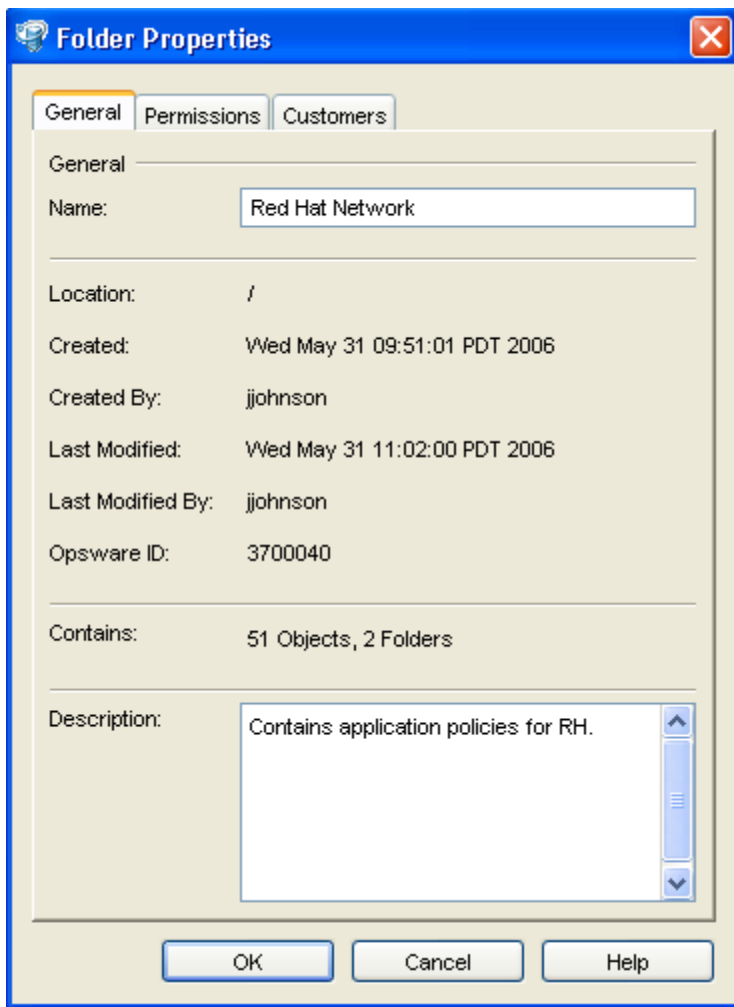 Folder Properties
General Permissions Customers
General
Name: Red Hat Network
Location: /
Created: Wed May 31 09:51:01 PDT 2006
Created By: jjohnson
Last Modified: Wed May 31 11:02:00 PDT 2006
Last Modified By: jjohnson
Opsware ID: 3700040
Contains: 51 Objects, 2 Folders
Description: Contains application policies for RH.
OK Cancel Help